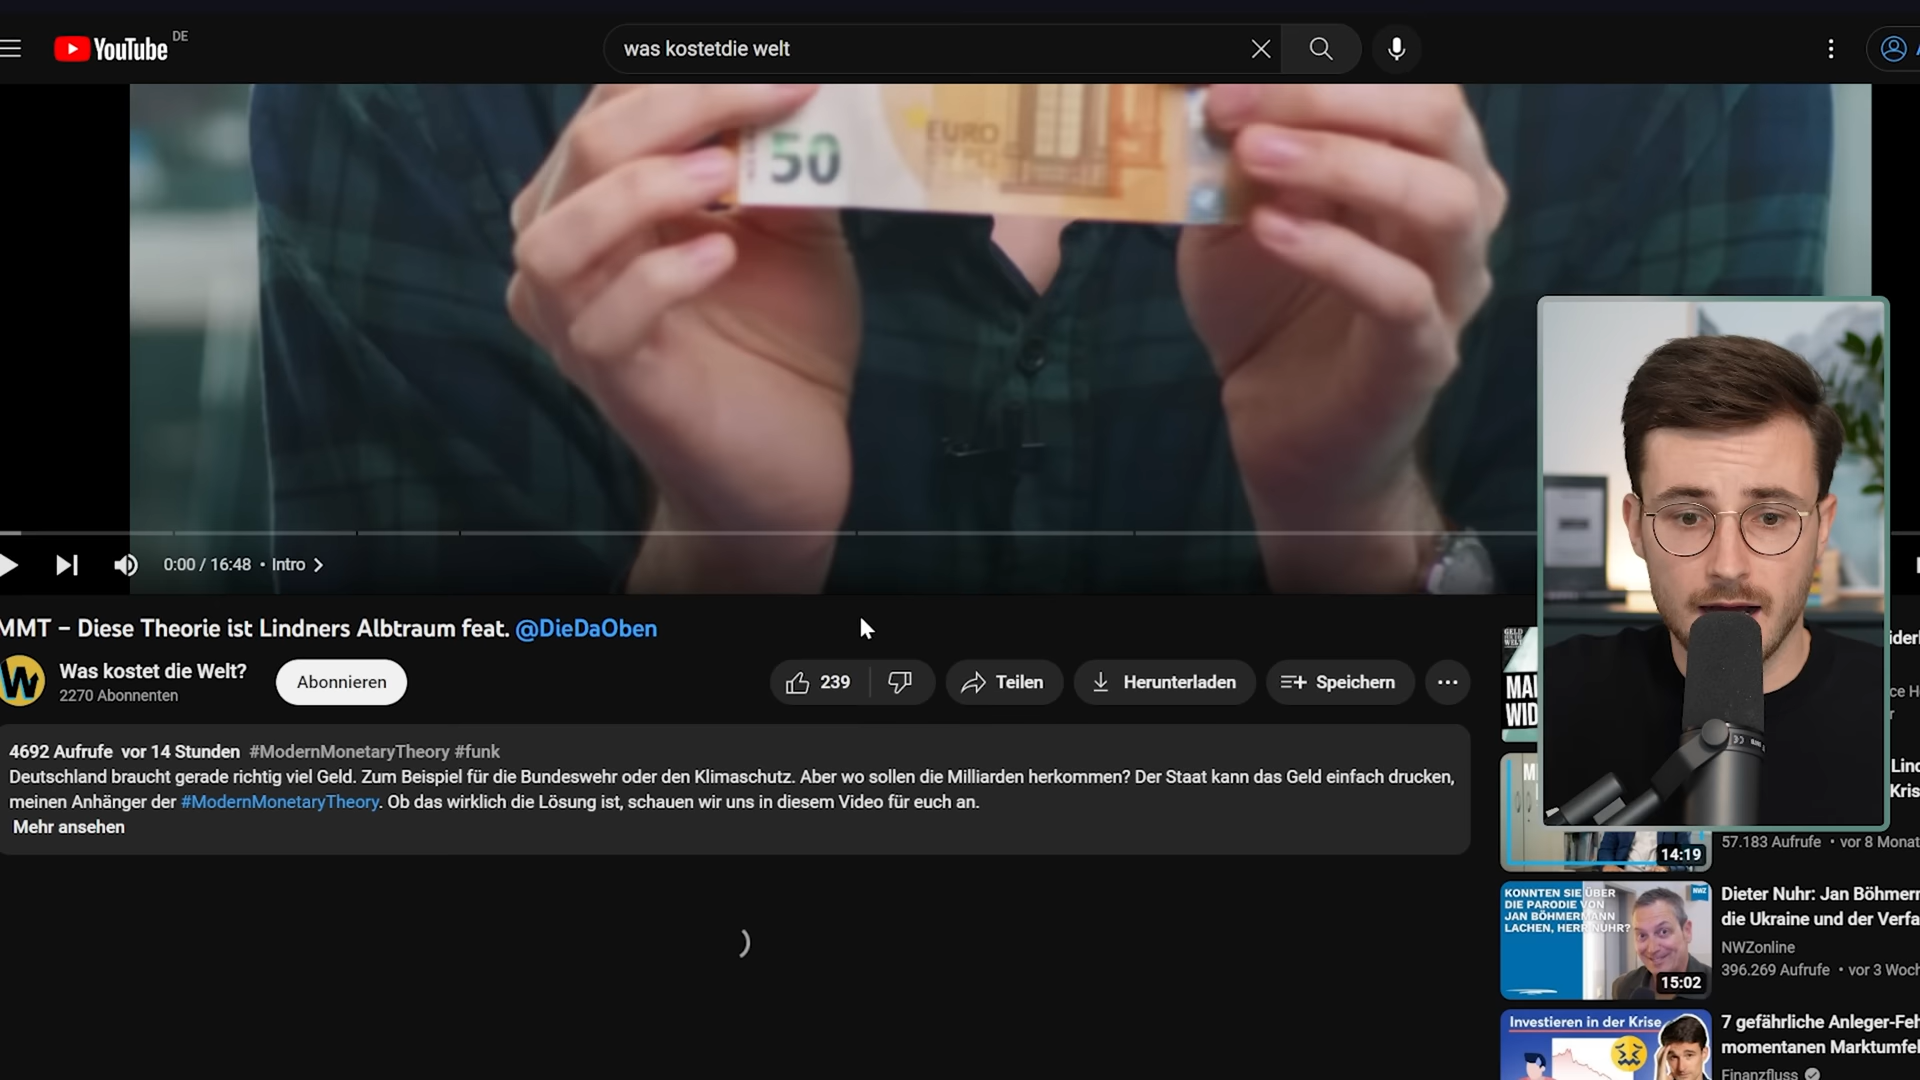 YouTube DE
was kostetdie welt
50
EURO
0:00 / 16:48 • Intro
MMT – Diese Theorie ist Lindners Albtraum feat. @DieDaOben
W
Was kostet die Welt?
2270 Abonnenten
Abonnieren
239
Teilen
Herunterladen
Speichern
4692 Aufrufe vor 14 Stunden #ModernMonetaryTheory #funk
Deutschland braucht gerade richtig viel Geld. Zum Beispiel für die Bundeswehr oder den Klimaschutz. Aber wo sollen die Milliarden herkommen? Der Staat kann das Geld einfach drucken,
meinen Anhänger der #ModernMonetaryTheory. Ob das wirklich die Lösung ist, schauen wir uns in diesem Video für euch an.
Mehr ansehen
14:19
57.183 Aufrufe • vor 8 Monat
KONNTEN SIE ÜBER
DIE PARODIE VON
JAN BÖHMERMANN
LACHEN, HERR NUHR?
NWZ
15:02
Dieter Nuhr: Jan Böhmerm
die Ukraine und der Verfa
NWZonline
396.269 Aufrufe • vor 3 Woch
Investieren in der Krise
7 gefährliche Anleger-Feh
momentanen Marktumfel
Finanzfluss